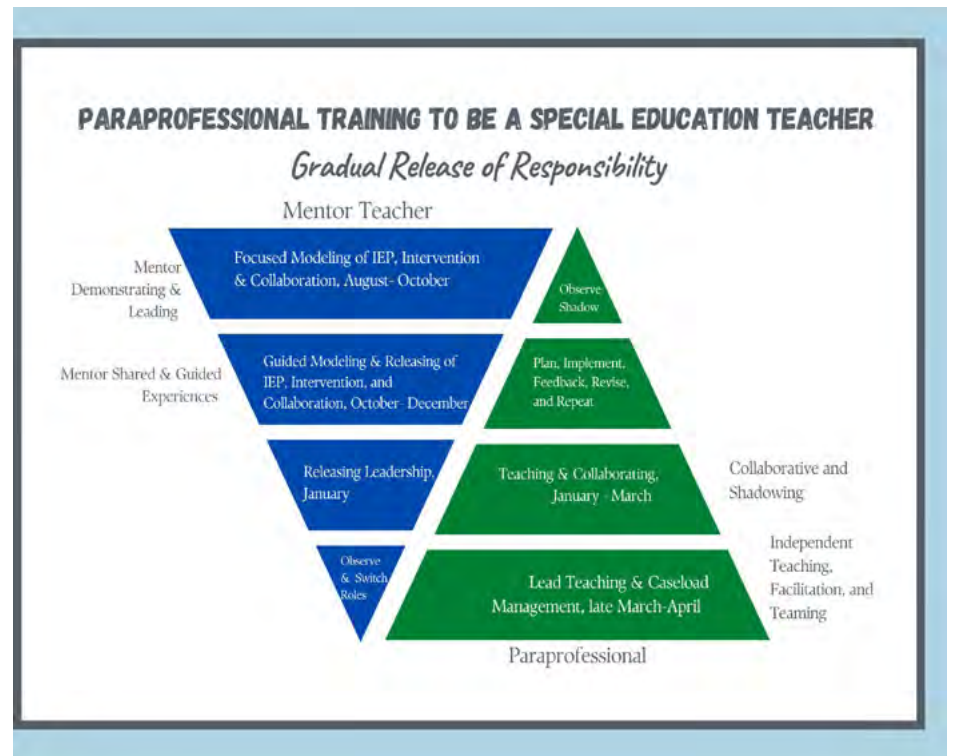 PARAPROFESSIONAL TRAINING TO BE A SPECIAL EDUCATION TEACHER
Gradual Release of Responsibility
Mentor Teacher
Mentor
Demonstrating &
Leading
Focused Modeling of IEP, Intervention
& Collaboration, August- October
Observe
Shadow
Mentor Shared & Guided
Experiences
Guided Modeling & Releasing of
IEP, Intervention, and
Collaboration, October- December
Plan, Implement,
Feedback, Revise,
and Repeat
Releasing Leadership,
January
Teaching & Collaborating,
January - March
Collaborative and
Shadowing
Observe
& Switch
Roles
Lead Teaching & Caseload
Management, late March-April
Independent
Teaching,
Facilitation, and
Teaming
Paraprofessional